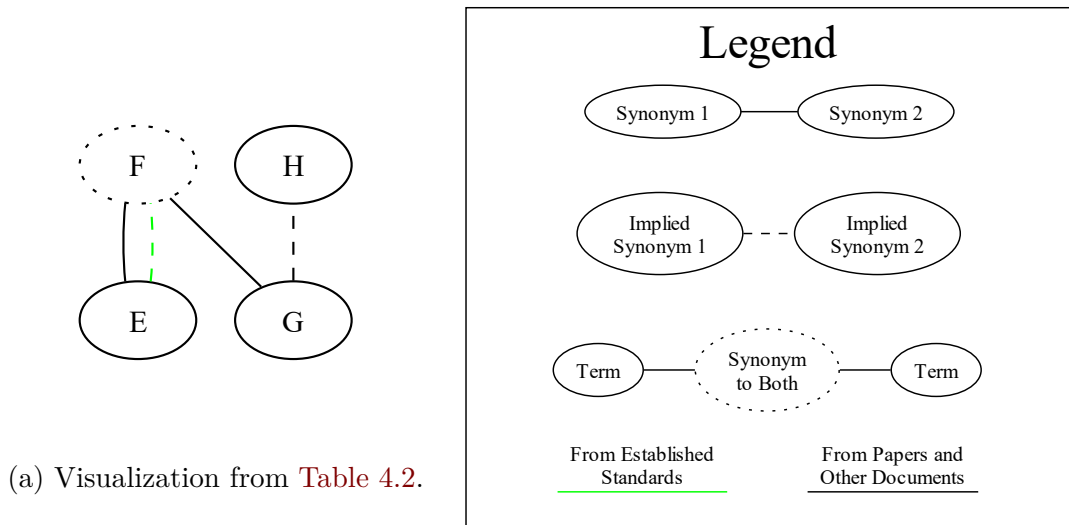 F
H
E
G
(a) Visualization from Table 4.2.
Legend
Synonym 1
Synonym 2
Implied
Synonym 1
Implied
Synonym 2
Term
Synonym
to Both
Term
From Established
Standards
From Papers and
Other Documents